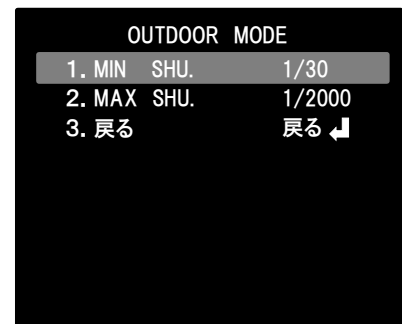 OUTDOOR MODE
1. MIN SHU. 1/30
2. MAX SHU. 1/2000
3. 戻る 戻る ↲